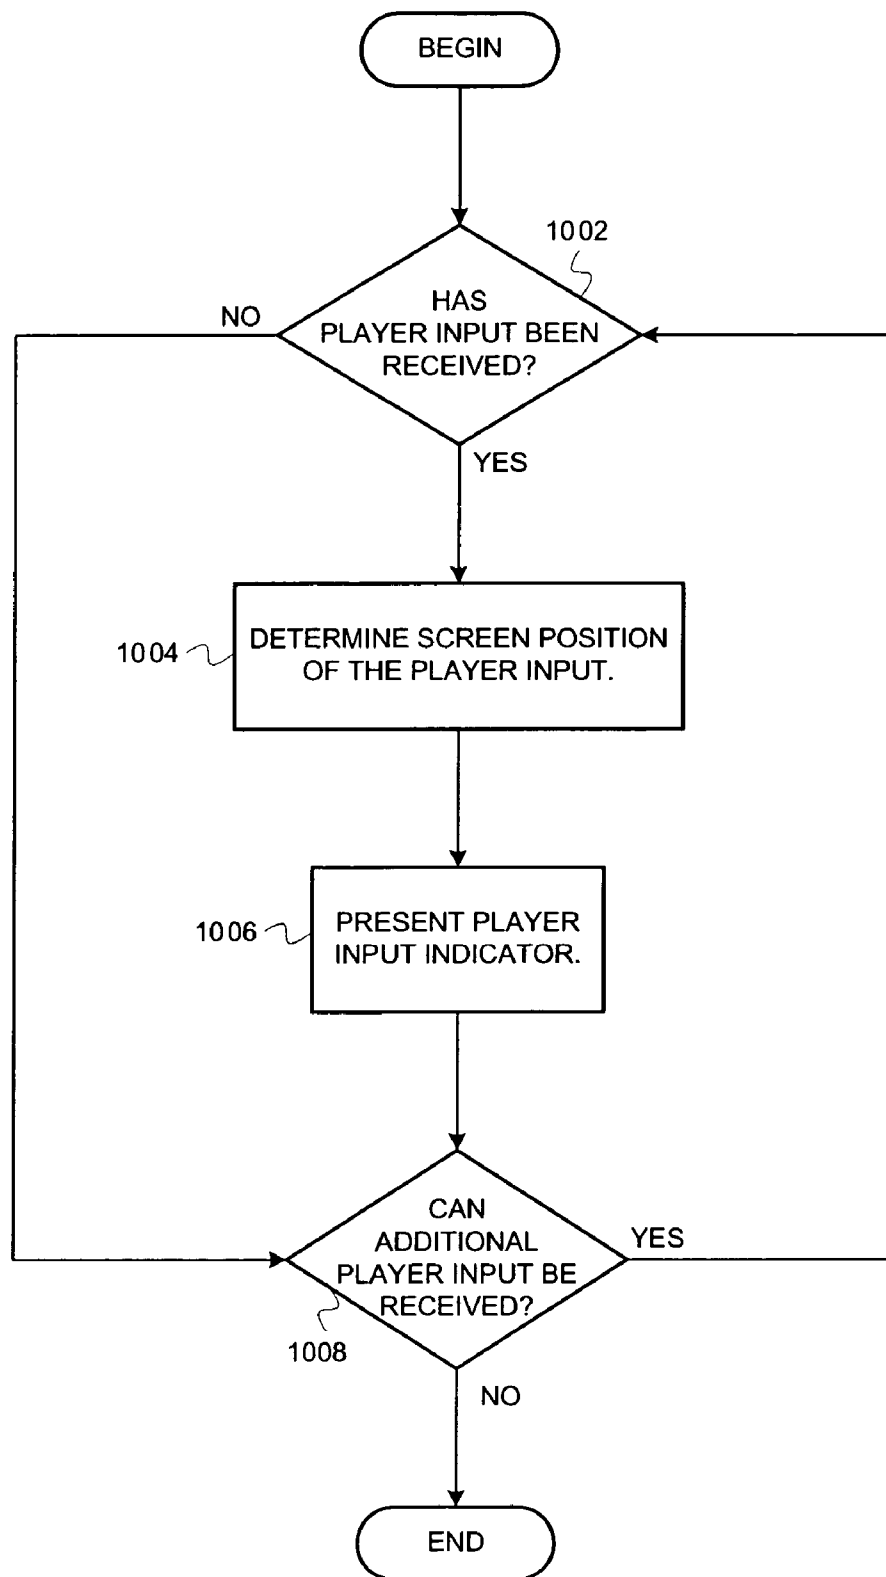 BEGIN
1002
HAS
PLAYER INPUT BEEN
RECEIVED?
NO
YES
1004
DETERMINE SCREEN POSITION
OF THE PLAYER INPUT.
1006
PRESENT PLAYER
INPUT INDICATOR.
CAN
ADDITIONAL
PLAYER INPUT BE
RECEIVED?
YES
1008
NO
END